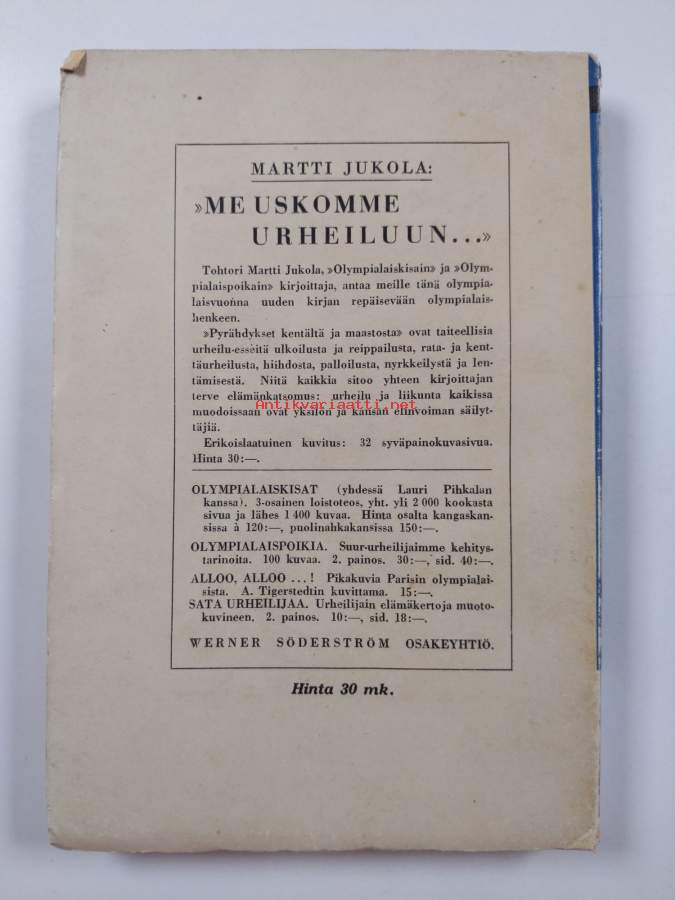 MARTTI JUKOLA:
»ME USKOMME
URHEILUUN...»
Tohtori Martti Jukola, »Olympialaiskisain» ja »Olym-
pialaispoikain» kirjoittaja, antaa meille tänä olympia-
laisvuonna uuden kirjan repäisevään olympialais-
henkeen.
»Pyrähdykset kentältä ja maastosta» ovat taiteellisia
urheilu-esseitä ulkoilusta ja reippailusta, rata- ja kent-
täurheilusta, hiihdosta, palloilusta, nyrkkeilystä ja len-
tämisestä. Niitä kaikkia sitoo yhteen kirjoittajan
terve elämänkatsomus: urheilu ja liikunta kaikissa
Antikvariaatti.net
muodoissaan ovat yksilön ja kansan elinvoiman säilyt-
täjiä.
Erikoislaatuinen kuvitus: 32 syväpainokuvasivua.
Hinta 30:—.
OLYMPIALAISKISAT (yhdessä Lauri Pihkalan
kanssa). 3-osainen loistoteos, yht. yli 2 000 kookasta
sivua ja lähes 1 400 kuvaa. Hinta osalta kangaskan-
sissa à 120:—, puolinahkakansissa 150:—.
OLYMPIALAISPOIKIA. Suur-urheilijaimme kehitys-
tarinoita. 100 kuvaa. 2. painos. 30:—, sid. 40:—.
ALLOO, ALLOO ...! Pikakuvia Parisin olympialai-
sista. A. Tigerstedtin kuvittama. 15:—.
SATA URHEILIJAA. Urheilijain elämäkertoja muoto-
kuvineen. 2. painos. 10:—, sid. 18:—.
WERNER SÖDERSTRÖM OSAKEYHTIÖ.
Hinta 30 mk.